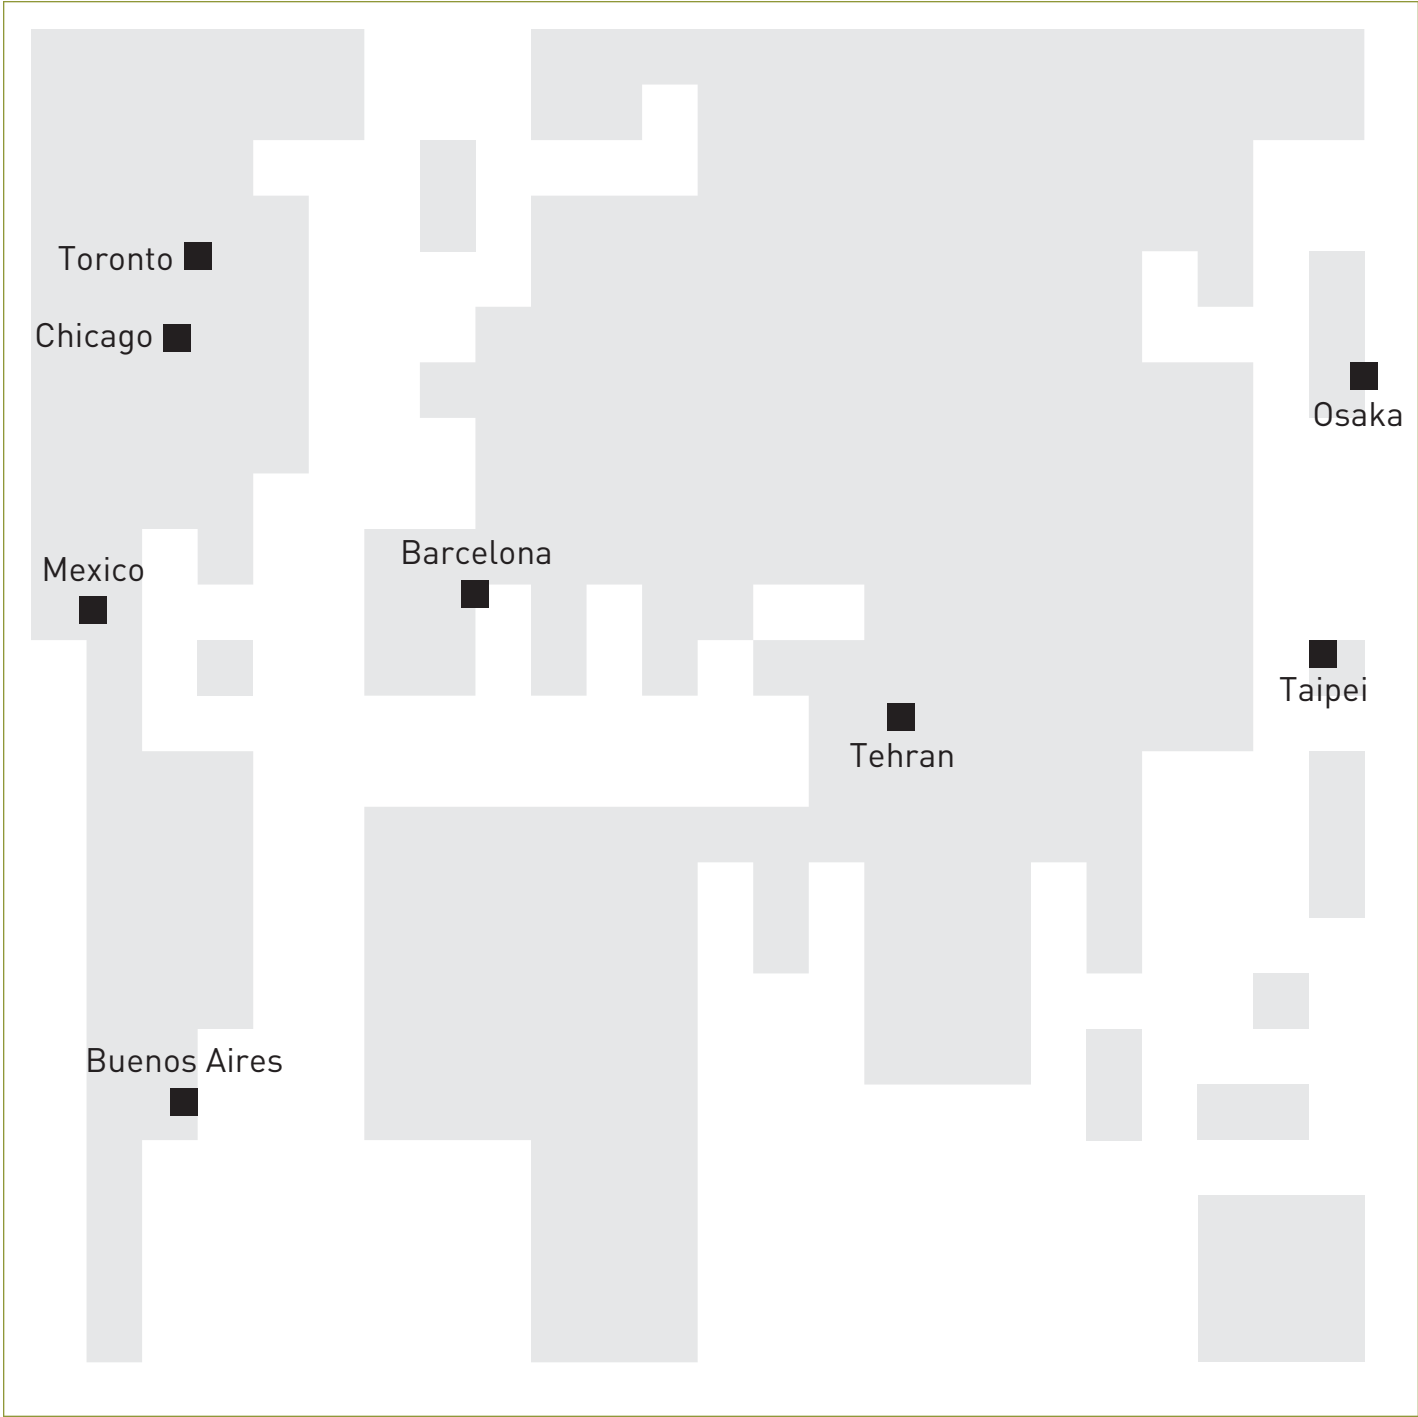 Toronto
Chicago
Osaka
Barcelona
Mexico
Taipei
Tehran
Buenos Aires